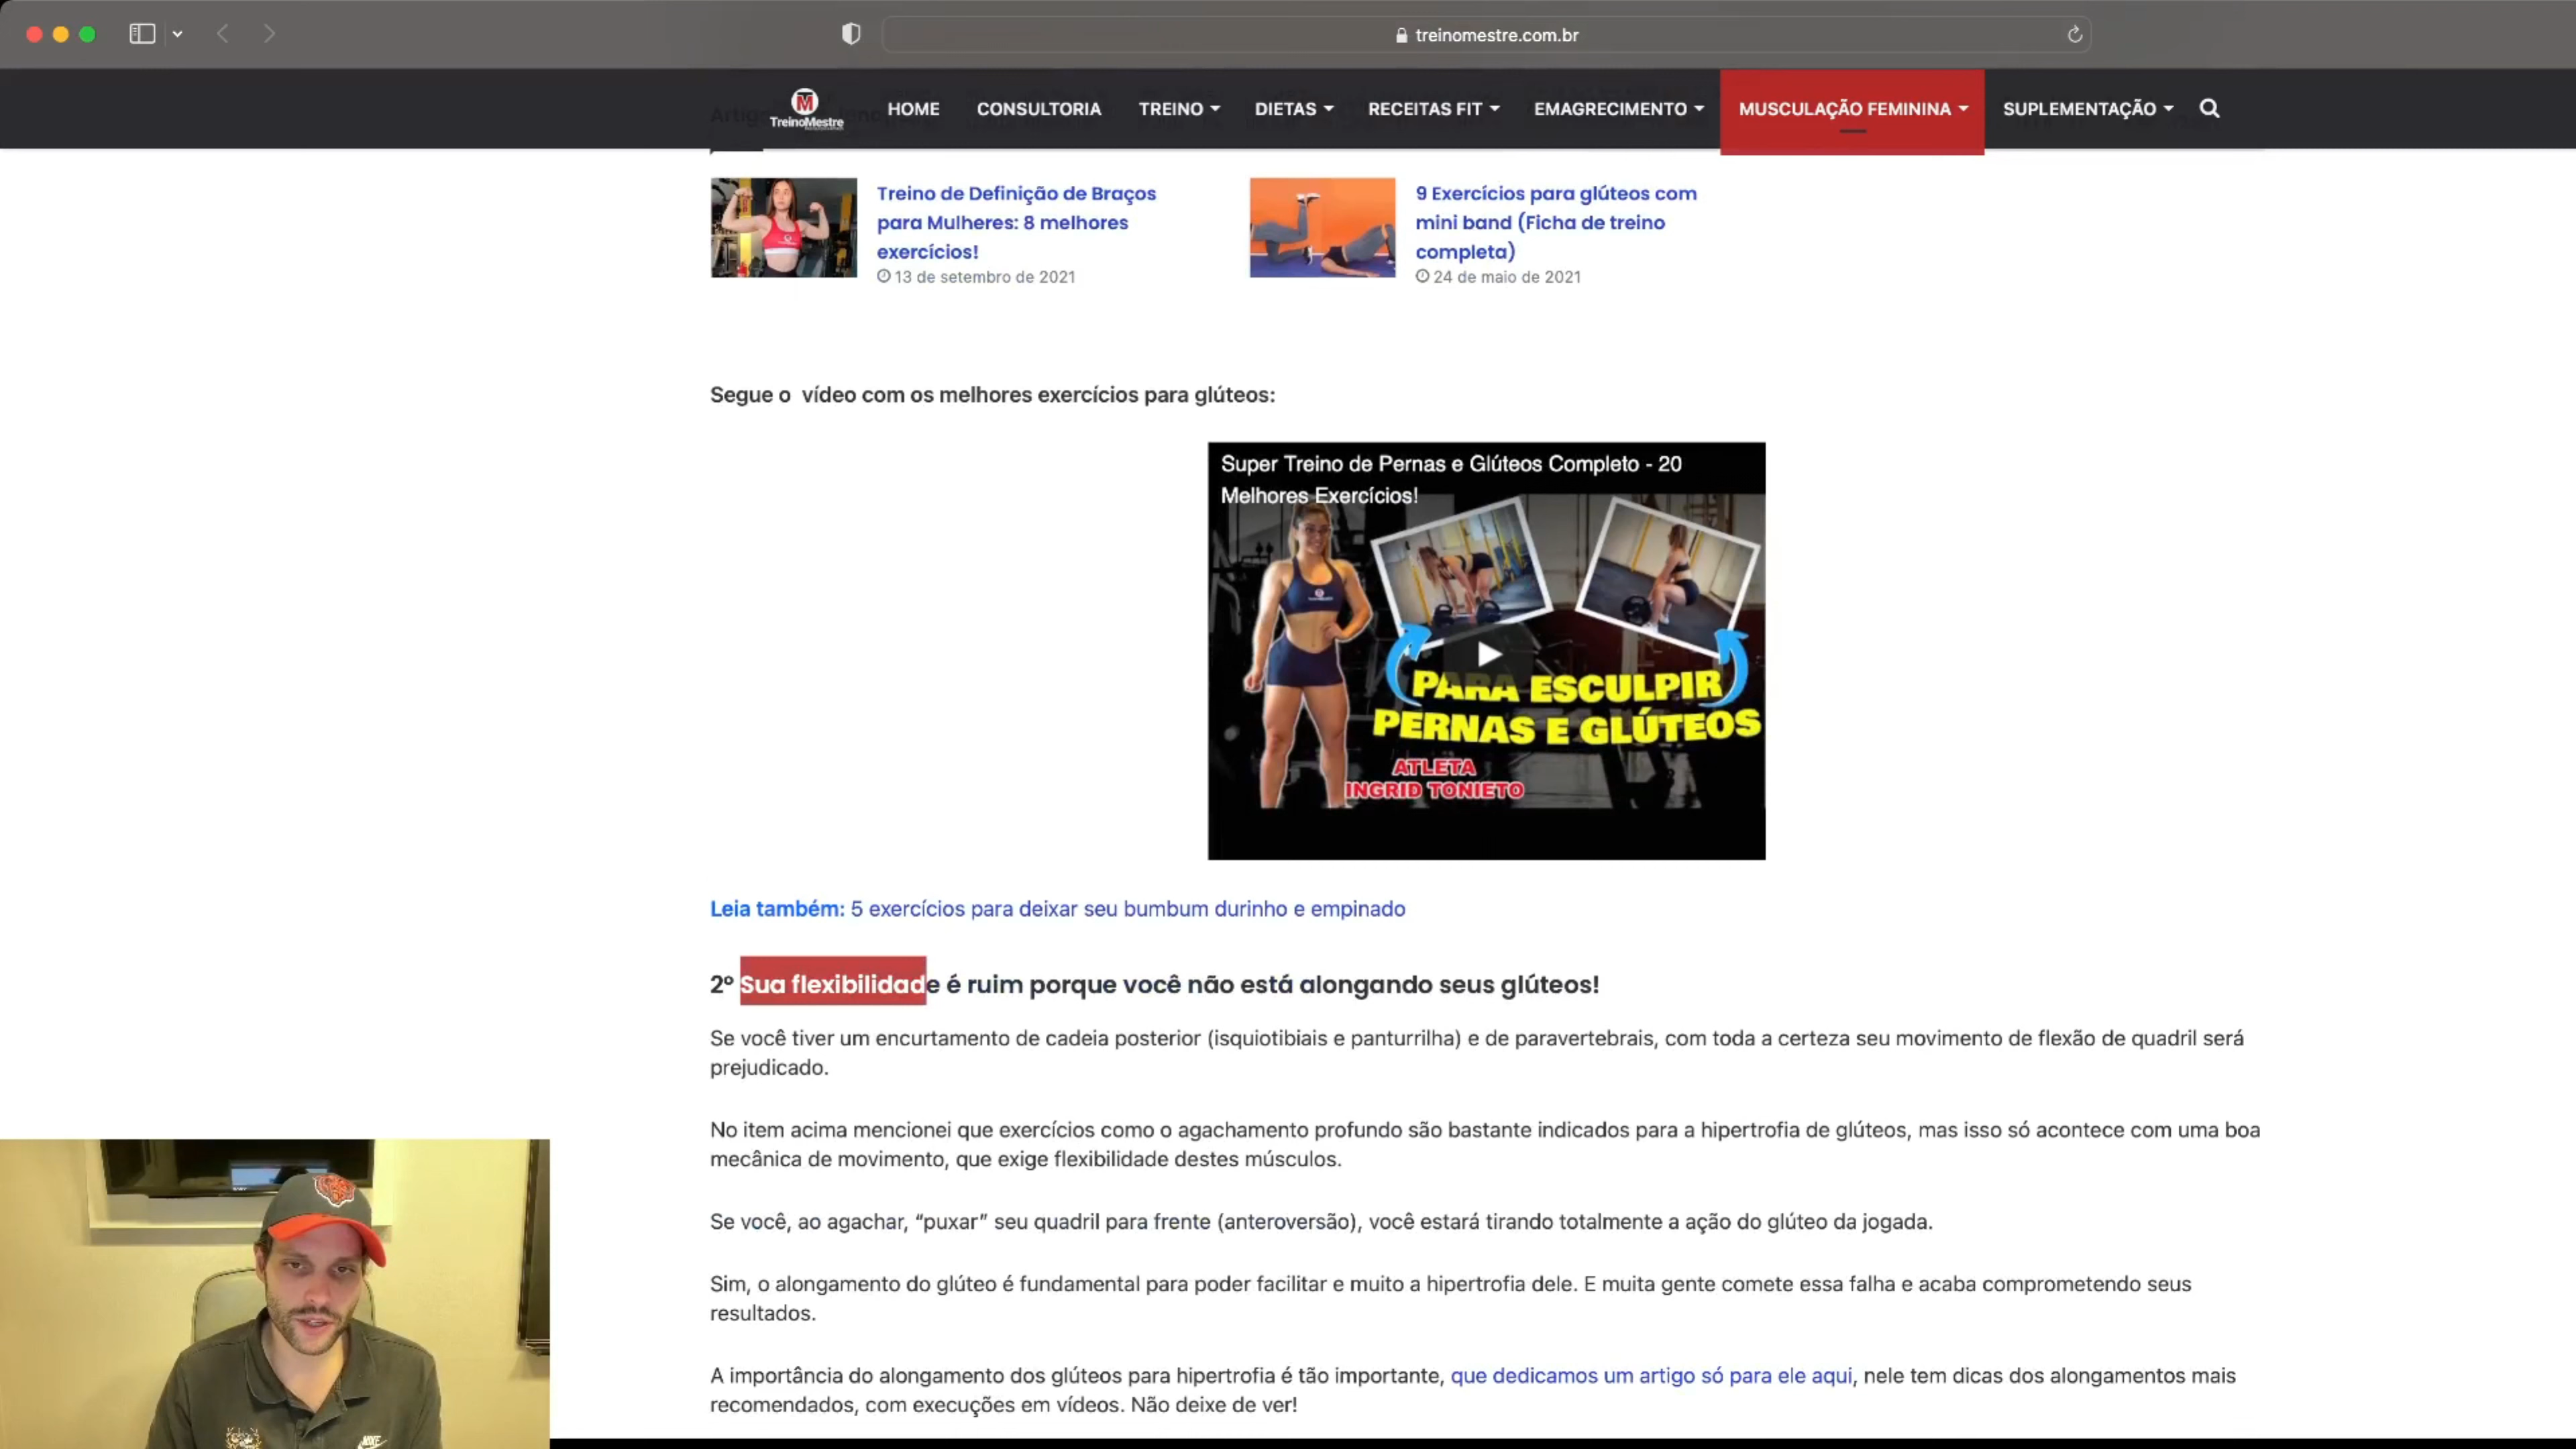 treinomestre.com.br
TreinoMestre
HOME
CONSULTORIA
TREINO
DIETAS
RECEITAS FIT
EMAGRECIMENTO
MUSCULAÇÃO FEMININA
SUPLEMENTAÇÃO
Treino de Definição de Braços
para Mulheres: 8 melhores
exercícios!
13 de setembro de 2021
9 Exercícios para glúteos com
mini band (Ficha de treino
completa)
24 de maio de 2021
Segue o vídeo com os melhores exercícios para glúteos:
Super Treino de Pernas e Glúteos Completo - 20
Melhores Exercícios!
PARA ESCULPIR
PERNAS E GLÚTEOS
ATLETA
INGRID TONIETO
Leia também: 5 exercícios para deixar seu bumbum durinho e empinado
2º Sua flexibilidade é ruim porque você não está alongando seus glúteos!
Se você tiver um encurtamento de cadeia posterior (isquiotibiais e panturrilha) e de paravertebrais, com toda a certeza seu movimento de flexão de quadril será
prejudicado.
No item acima mencionei que exercícios como o agachamento profundo são bastante indicados para a hipertrofia de glúteos, mas isso só acontece com uma boa
mecânica de movimento, que exige flexibilidade destes músculos.
Se você, ao agachar, “puxar” seu quadril para frente (anteroversão), você estará tirando totalmente a ação do glúteo da jogada.
Sim, o alongamento do glúteo é fundamental para poder facilitar e muito a hipertrofia dele. E muita gente comete essa falha e acaba comprometendo seus
resultados.
A importância do alongamento dos glúteos para hipertrofia é tão importante, que dedicamos um artigo só para ele aqui, nele tem dicas dos alongamentos mais
recomendados, com execuções em vídeos. Não deixe de ver!
NIKE